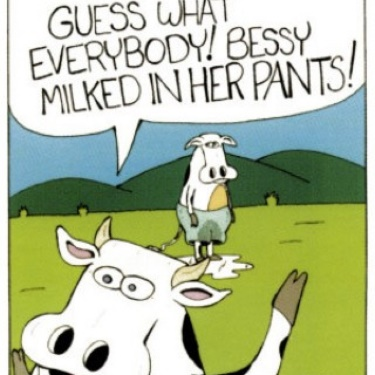 GUESS WHAT
EVERYBODY! BESSY
MILKED IN HER PANTS!